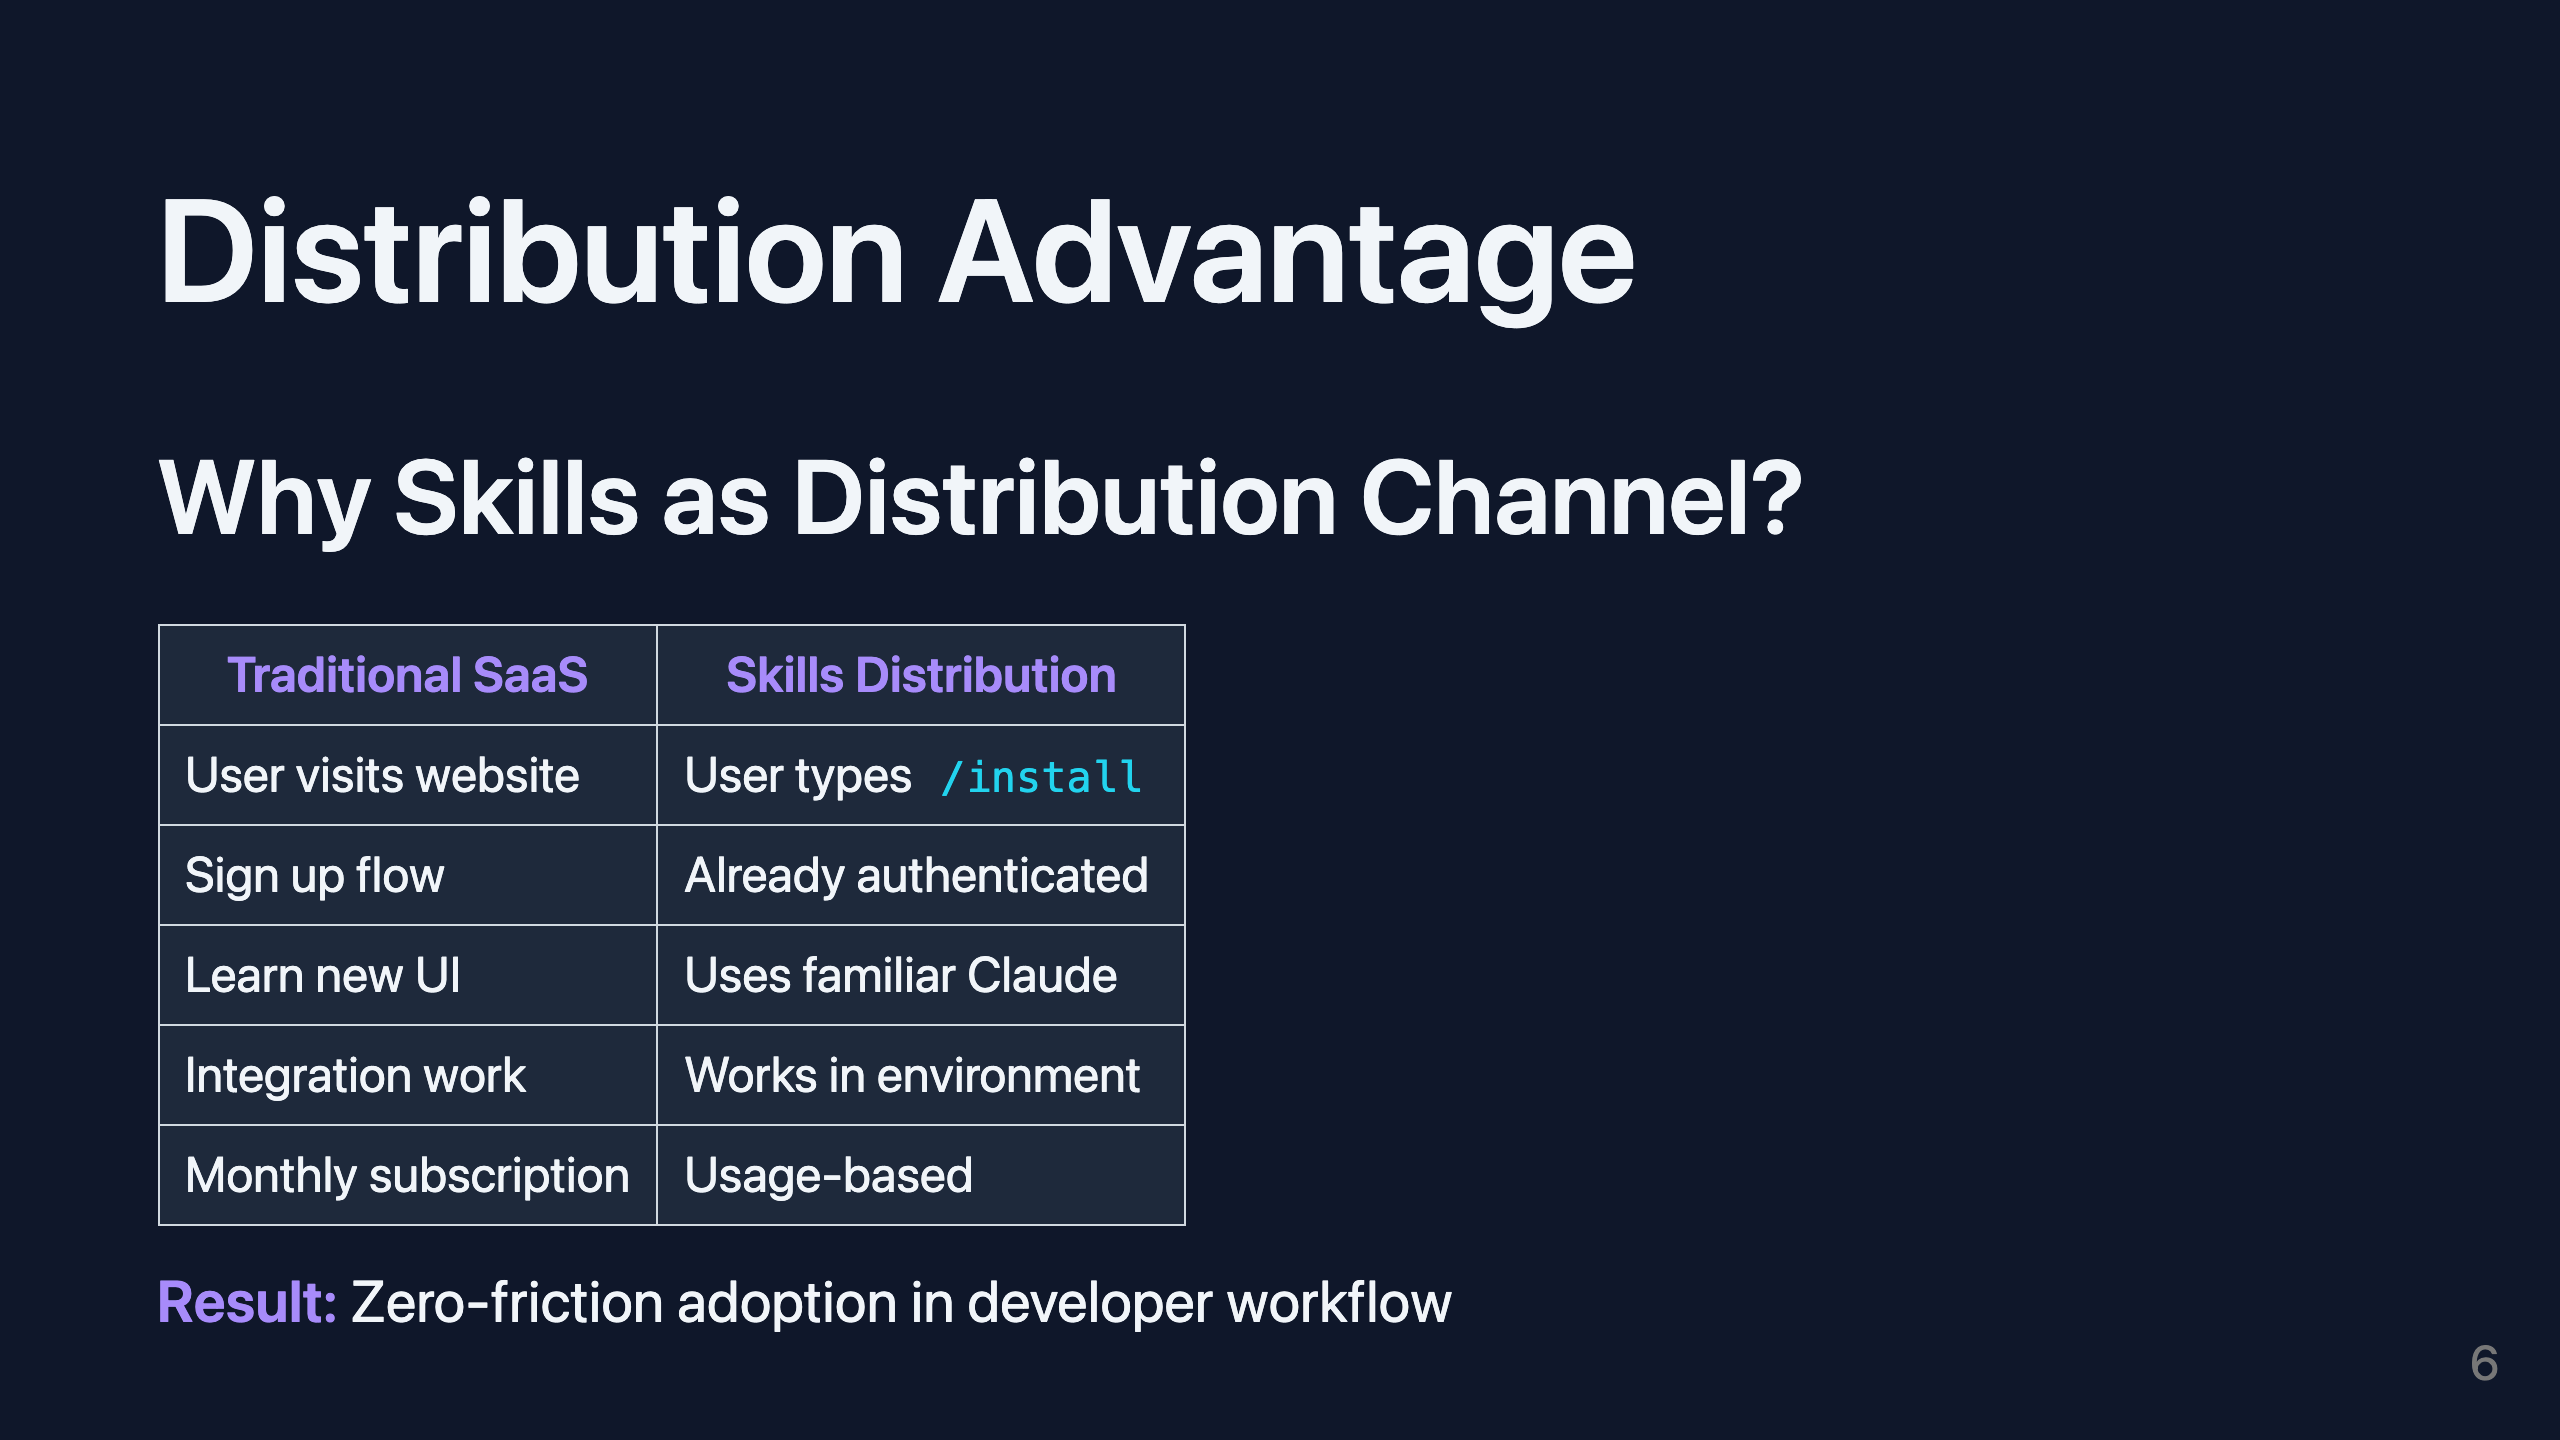 Distribution Advantage
Why Skills as Distribution Channel?
Traditional SaaS Skills Distribution
User visits website User types /install
Sign up flow Already authenticated
Learn new UI Uses familiar Claude
Integration work Works in environment
Monthly subscription Usage-based
Result: Zero-friction adoption in developer workflow
6